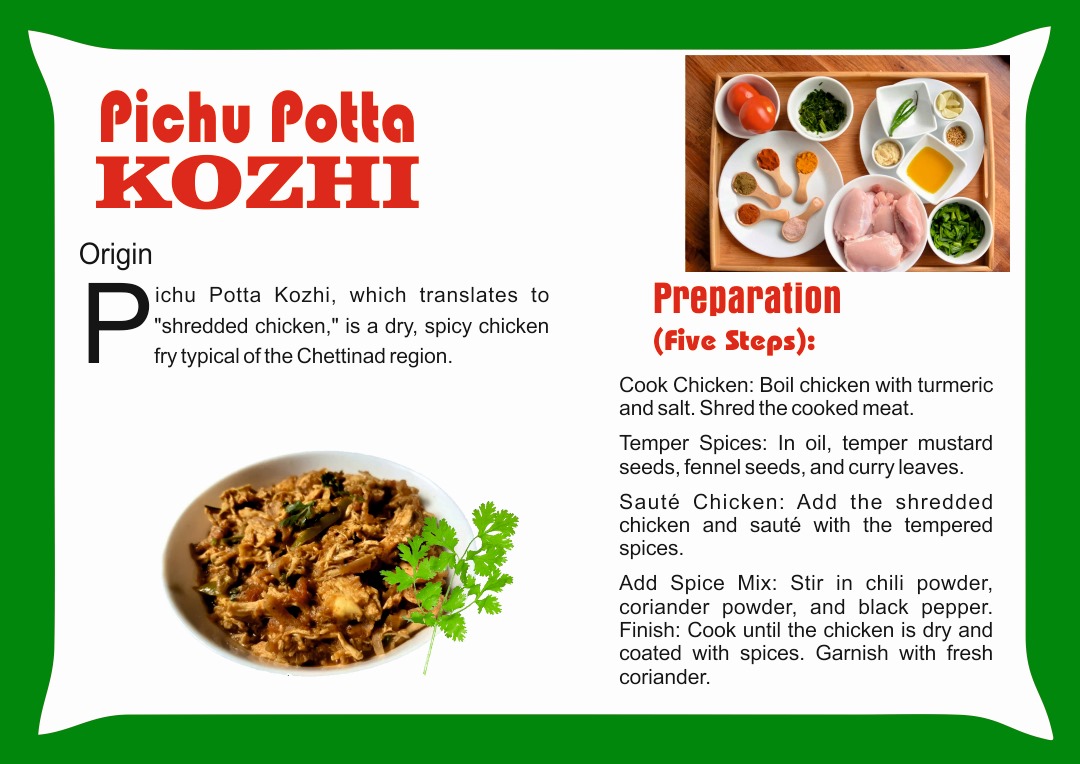 Pichu Potta
KOZHI
Origin
Pichu Potta Kozhi, which translates to
"shredded chicken," is a dry, spicy chicken
fry typical of the Chettinad region.
Preparation
(Five Steps):
Cook Chicken: Boil chicken with turmeric
and salt. Shred the cooked meat.
Temper Spices: In oil, temper mustard
seeds, fennel seeds, and curry leaves.
Sauté Chicken: Add the shredded
chicken and sauté with the tempered
spices.
Add Spice Mix: Stir in chili powder,
coriander powder, and black pepper.
Finish: Cook until the chicken is dry and
coated with spices. Garnish with fresh
coriander.